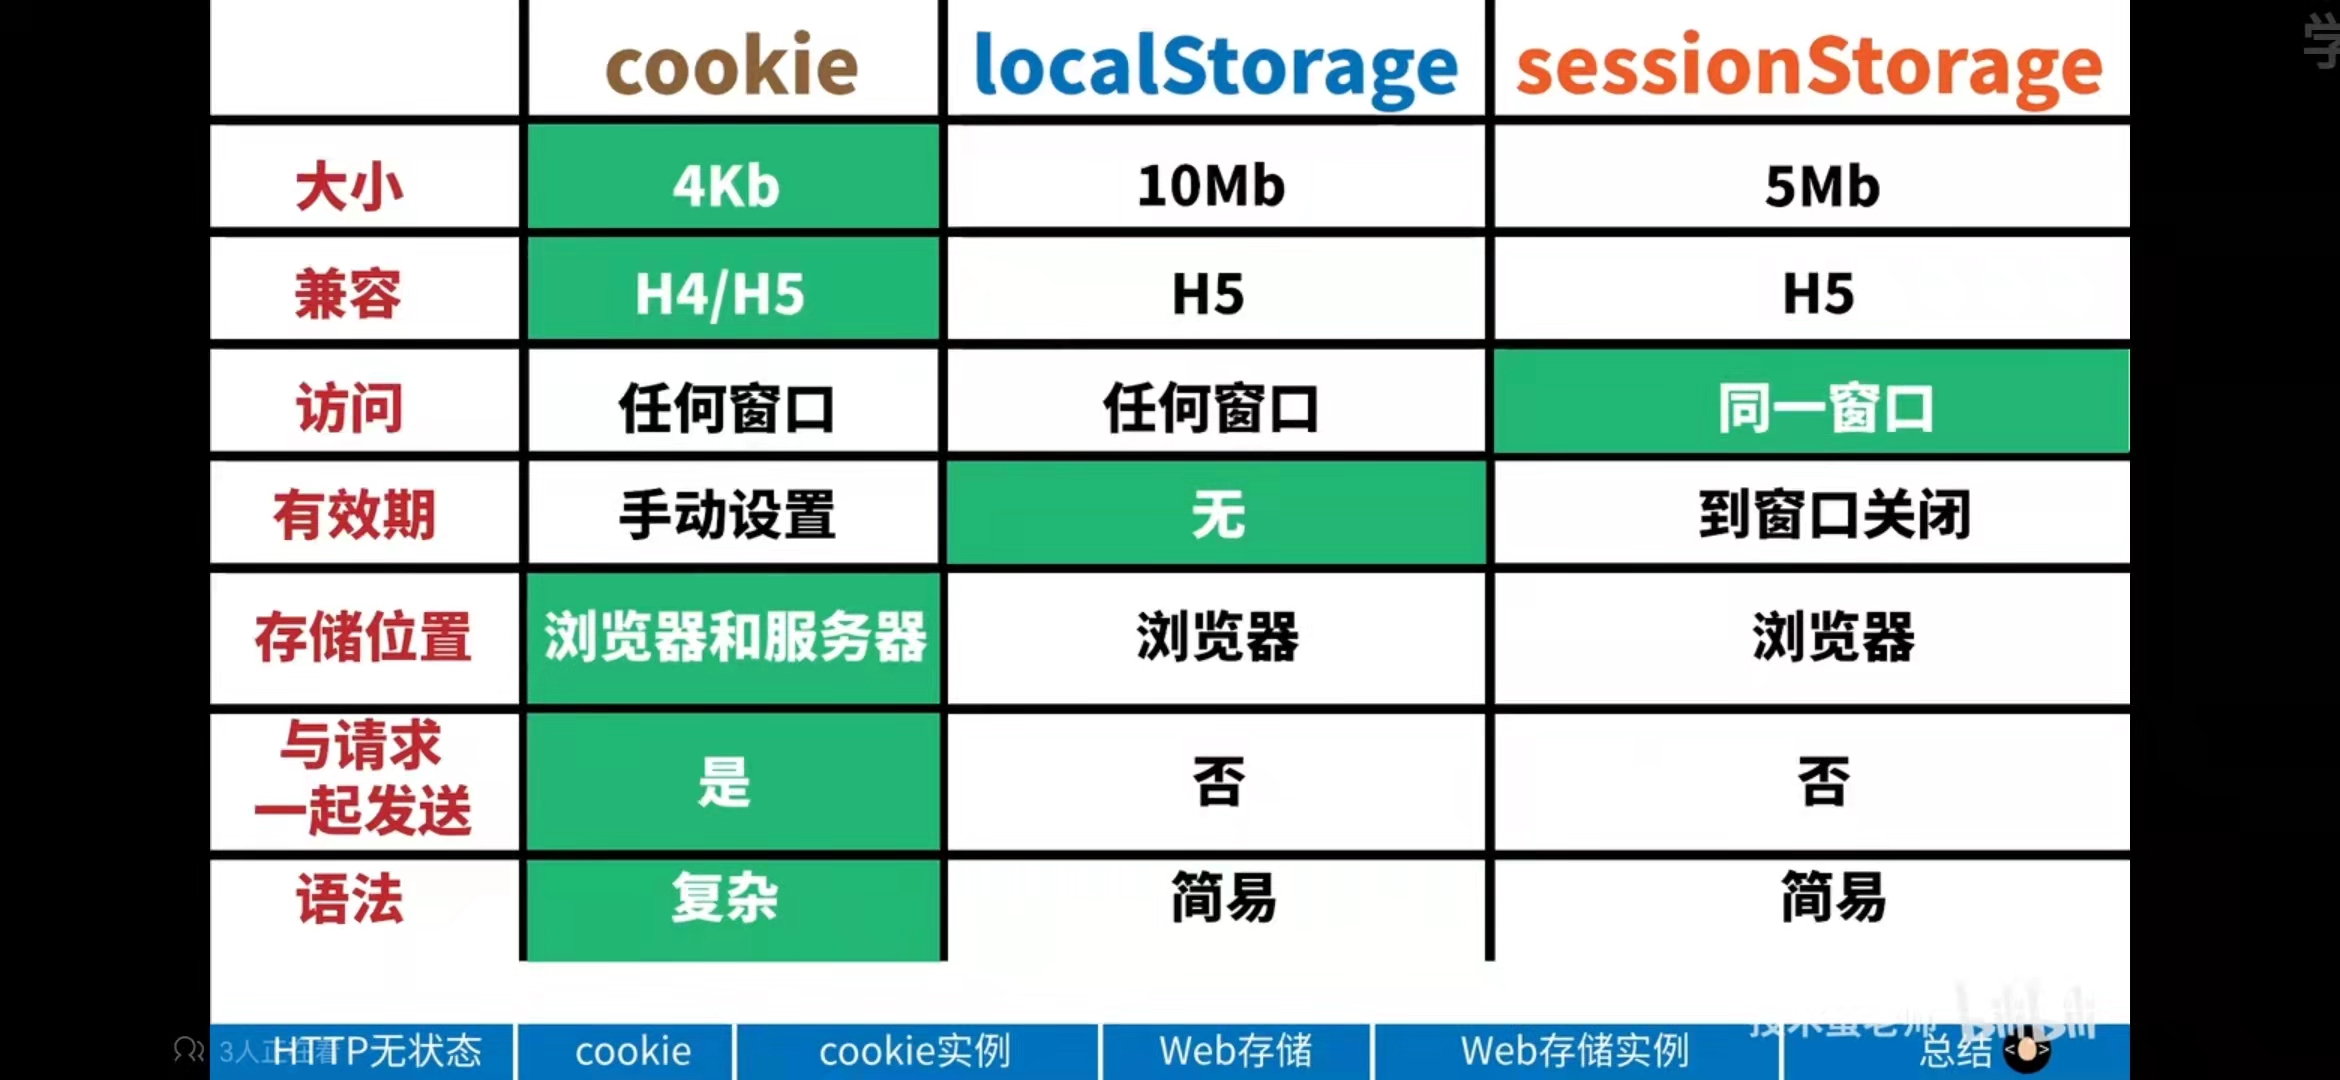 学
cookie localStorage sessionStorage
大小 4Kb 10Mb 5Mb
兼容 H4/H5 H5 H5
访问 任何窗口 任何窗口 同一窗口
有效期 手动设置 无 到窗口关闭
存储位置 浏览器和服务器 浏览器 浏览器
与请求
一起发送 是 否 否
语法 复杂 简易 简易
技术蛋老师 bilibili
3人正在看 HTTP无状态 cookie cookie实例 Web存储 Web存储实例 总结